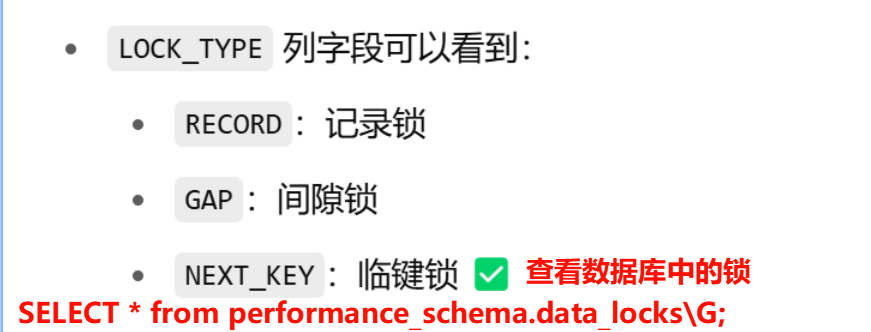 LOCK_TYPE 列字段可以看到：
RECORD：记录锁
GAP：间隙锁
NEXT_KEY：临键锁 ✅ 查看数据库中的锁
SELECT * from performance_schema.data_locks\G;